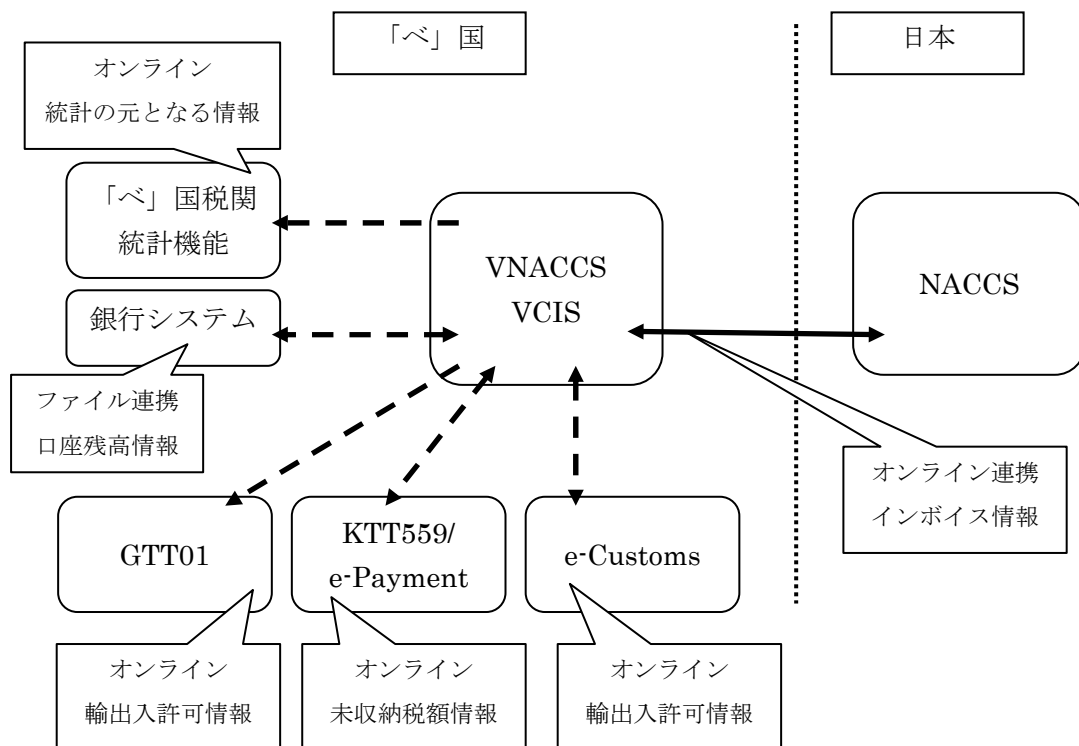 「ベ」国
日本
オンライン
統計の元となる情報
「ベ」国税関
統計機能
VNACCS
VCIS
NACCS
銀行システム
ファイル連携
口座残高情報
オンライン連携
インボイス情報
GTT01
KTT559/
e-Payment
e-Customs
オンライン
輸出入許可情報
オンライン
未収納税額情報
オンライン
輸出入許可情報